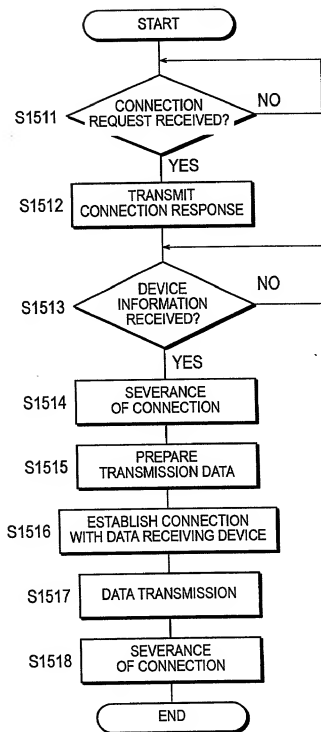 START
S1511
CONNECTION
REQUEST RECEIVED?
NO
YES
S1512
TRANSMIT
CONNECTION RESPONSE
S1513
DEVICE
INFORMATION
RECEIVED?
NO
YES
S1514
SEVERANCE
OF CONNECTION
S1515
PREPARE
TRANSMISSION DATA
S1516
ESTABLISH CONNECTION
WITH DATA RECEIVING DEVICE
S1517
DATA TRANSMISSION
S1518
SEVERANCE
OF CONNECTION
END